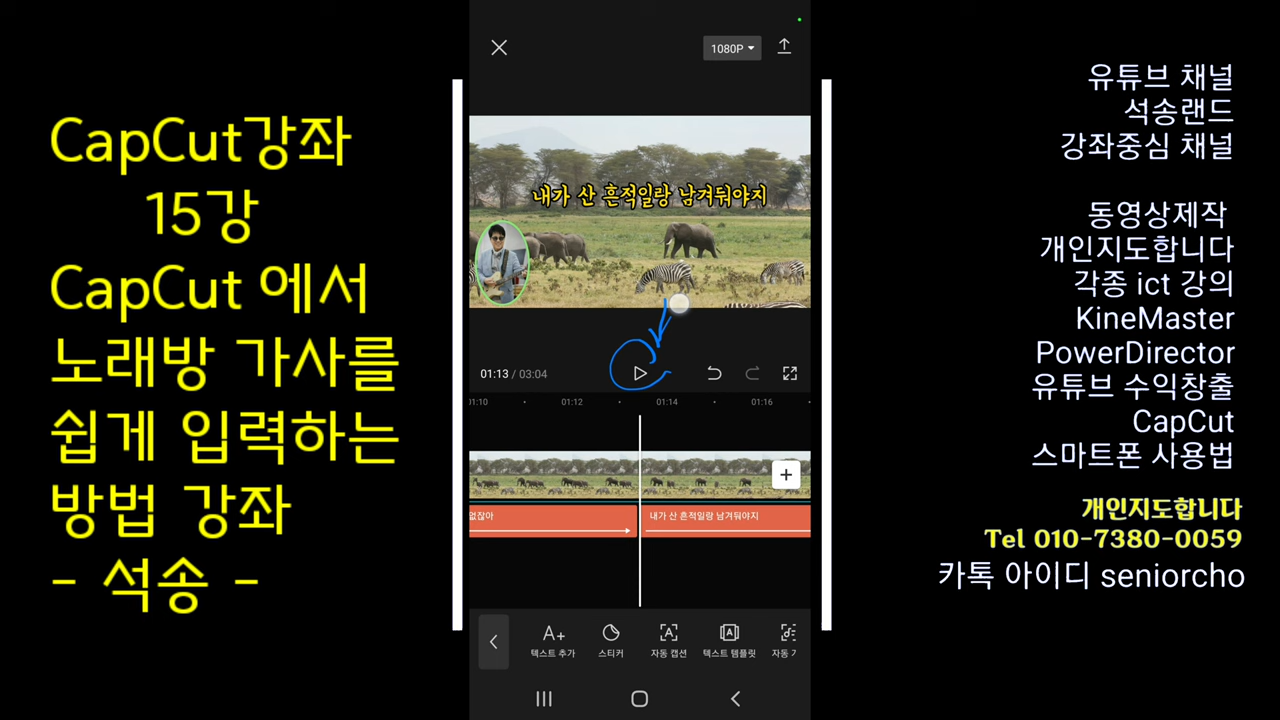 CapCut강좌
15강
CapCut 에서
노래방 가사를
쉽게 입력하는
방법 강좌
- 석송 -
1080P
내가 산 흔적일랑 남겨둬야지
01:13 / 03:04
01:10
01:12
01:14
01:16
없잖아
내가 산 흔적일랑 남겨둬야지
텍스트 추가
스티커
자동 캡션
텍스트 템플릿
자동
유튜브 채널
석송랜드
강좌중심 채널
동영상제작
개인지도합니다
각종 ict 강의
KineMaster
PowerDirector
유튜브 수익창출
CapCut
스마트폰 사용법
개인지도합니다
Tel 010-7380-0059
카톡 아이디 seniorcho